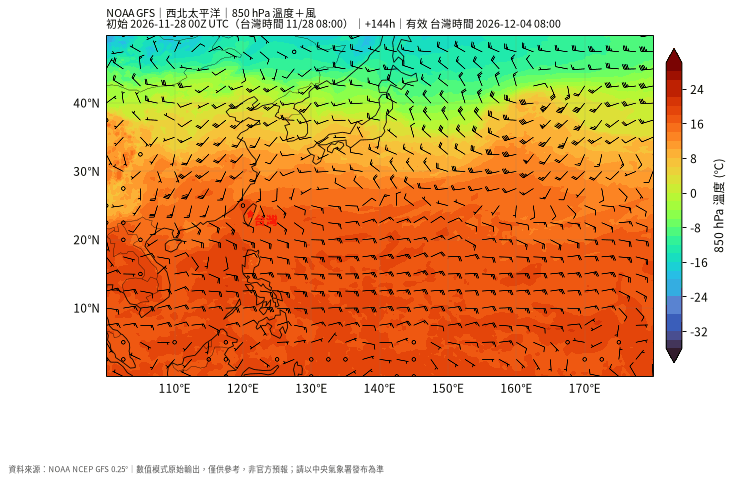 NOAA GFS｜西北太平洋｜850 hPa 溫度＋風
初始 2026-11-28 00Z UTC（台灣時間 11/28 08:00）｜+144h｜有效 台灣時間 2026-12-04 08:00
40°N
30°N
20°N
10°N
110°E 120°E 130°E 140°E 150°E 160°E 170°E
台灣
24
16
8
0
-8
-16
-24
-32
850 hPa 溫度 (°C)
資料來源：NOAA NCEP GFS 0.25°｜數值模式原始輸出，僅供參考，非官方預報；請以中央氣象署發布為準